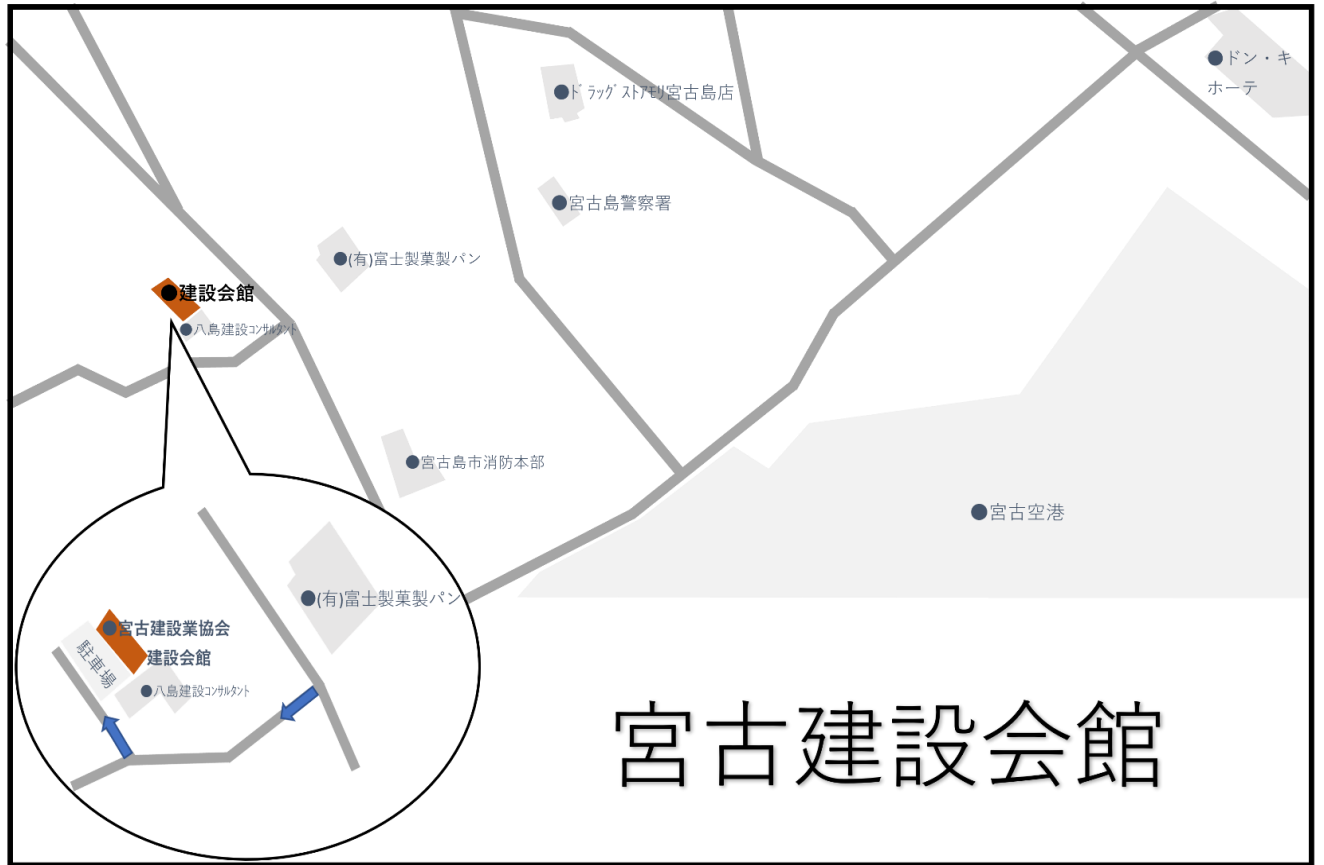 ドン・キ
ホーテ
ドラッグストアモリ宮古島店
宮古島警察署
(有)富士製菓製パン
建設会館
八島建設コンサルタント
宮古島市消防本部
宮古空港
(有)富士製菓製パン
宮古建設業協会
建設会館
駐車場
八島建設コンサルタント
宮古建設会館